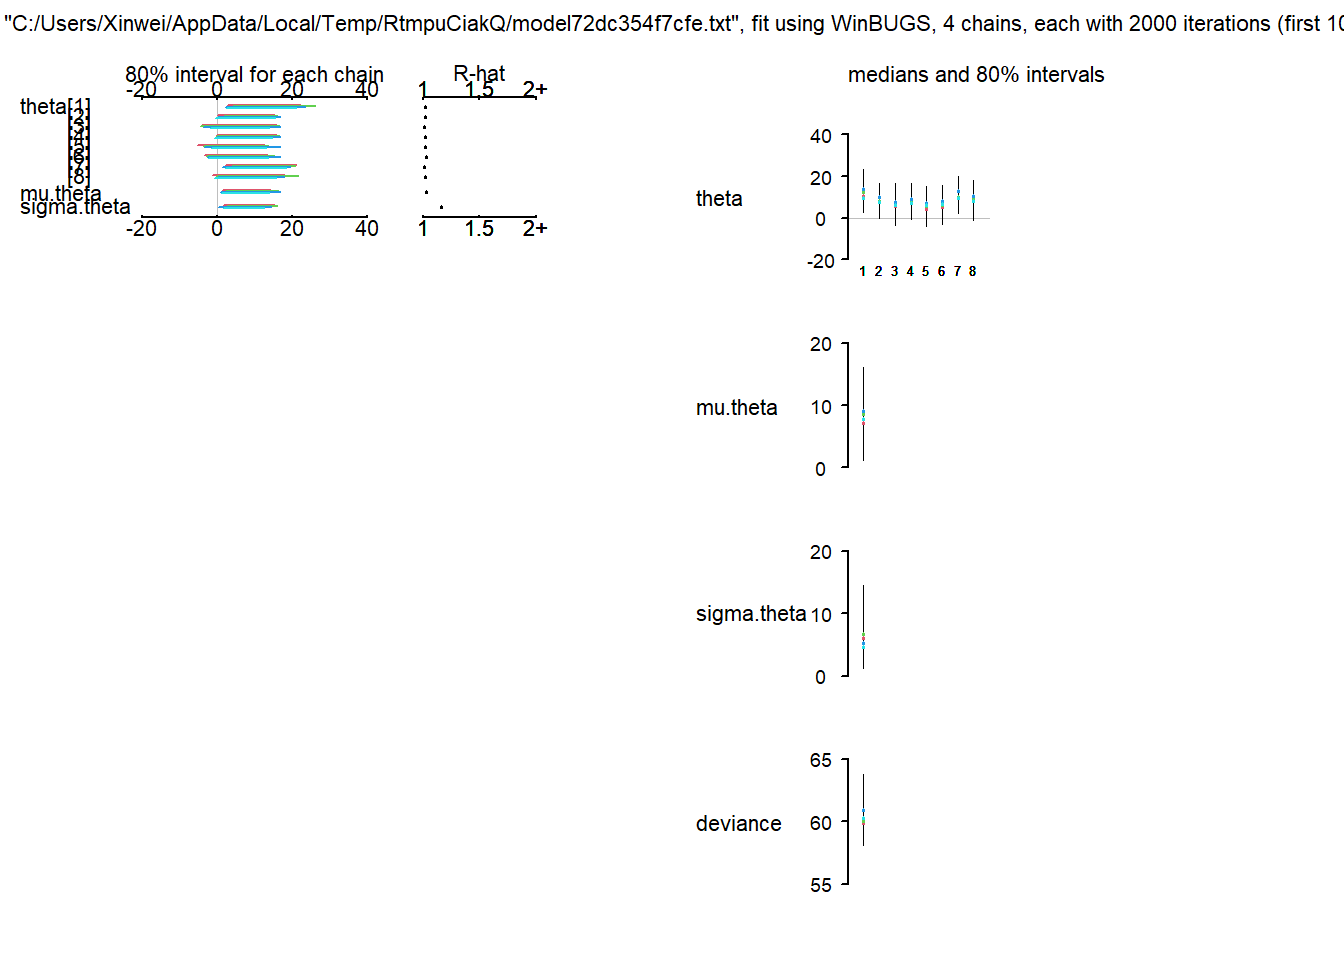 "C:/Users/Xinwei/AppData/Local/Temp/RtmpuCiakQ/model72dc354f7cfe.txt", fit using WinBUGS, 4 chains, each with 2000 iterations (first 10
80% interval for each chain R-hat medians and 80% intervals
-20 0 20 40 1 1.5 2+
theta[1]
[2]
[3]
[4]
[5]
[6]
[7]
[8]
mu.theta
sigma.theta
-20 0 20 40 1 1.5 2+
40
20
theta
0
-20
1 2 3 4 5 6 7 8
20
mu.theta 10
0
20
sigma.theta 10
0
65
deviance 60
55